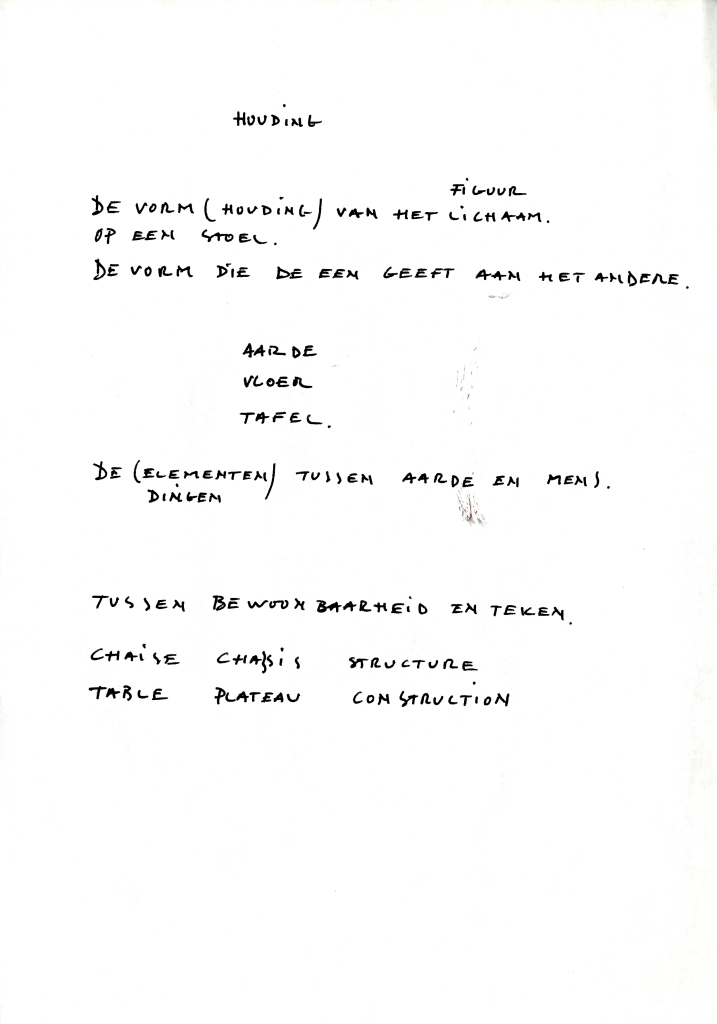 HOUDING
FIGUUR
DE VORM (HOUDING) VAN HET LICHAAM.
OP EEN STOEL.
DE VORM DIE DE EEN GEEFT AAN HET ANDERE.
AARDE
VLOER
TAFEL.
DE (ELEMENTEN) TUSSEN AARDE EN MENS.
DINGEN
TUSSEN BEWOONBAARHEID EN TEKEN.
CHAISE CHASSIS STRUCTURE
TABLE PLATEAU CONSTRUCTION